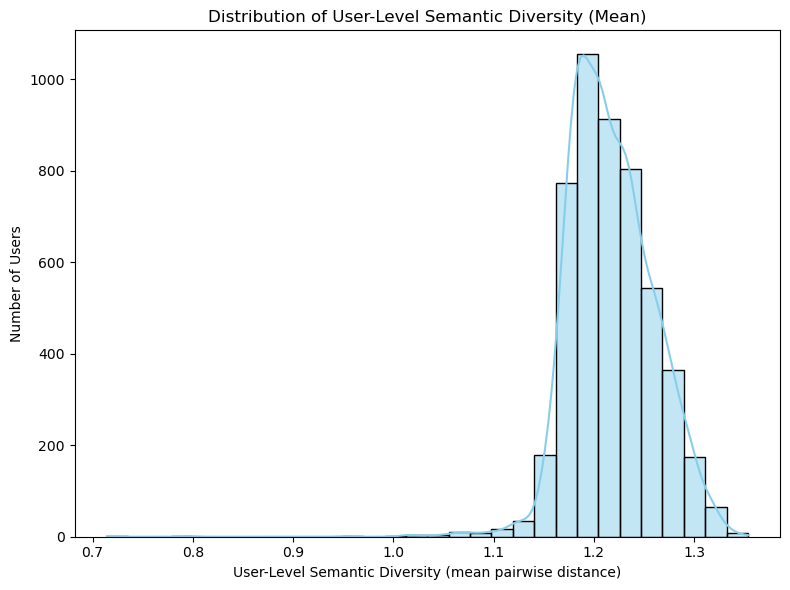 Distribution of User-Level Semantic Diversity (Mean)
1000
800
600
400
200
0
Number of Users
0.7 0.8 0.9 1.0 1.1 1.2 1.3
User-Level Semantic Diversity (mean pairwise distance)